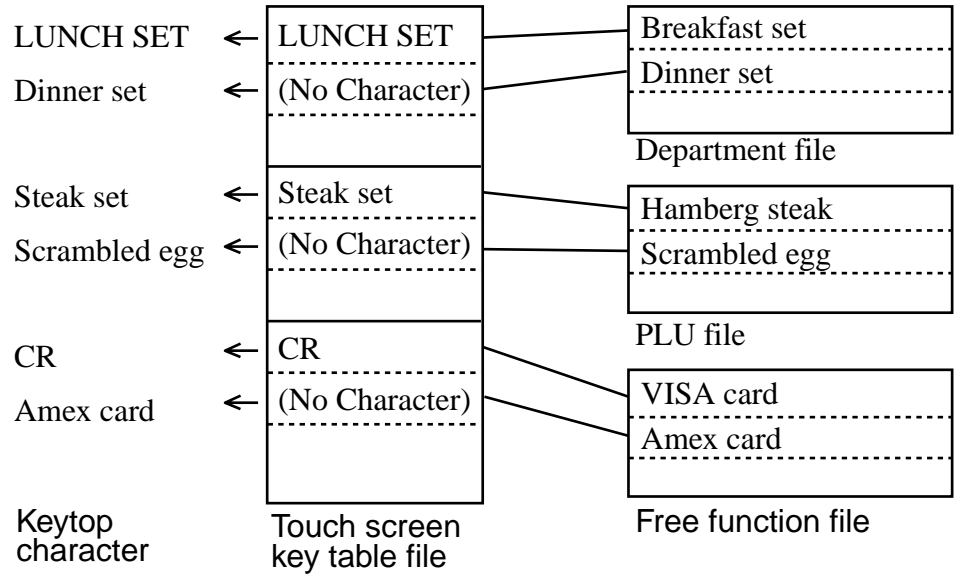 LUNCH SET
LUNCH SET
Breakfast set
Dinner set
(No Character)
Dinner set
Department file
Steak set
Steak set
Hamberg steak
Scrambled egg
(No Character)
Scrambled egg
PLU file
CR
CR
VISA card
Amex card
(No Character)
Amex card
Keytop
character
Touch screen
key table file
Free function file